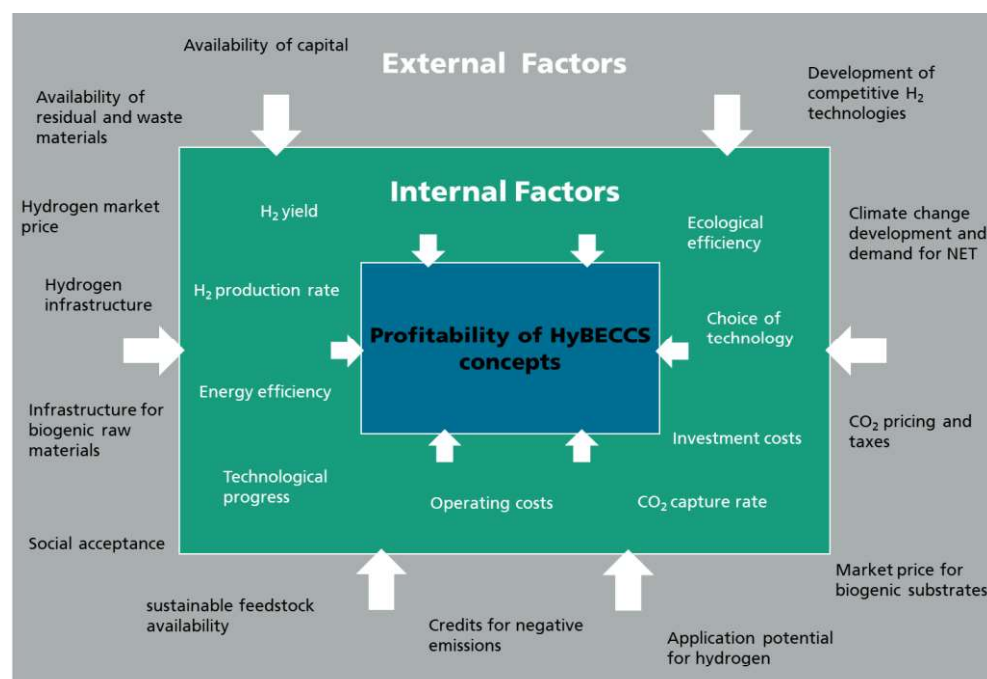 Availability of capital
External Factors
Development of
competitive H₂
technologies
Availability of
residual and waste
materials
Internal Factors
Hydrogen market
price
H₂ yield
Ecological
efficiency
Climate change
development and
demand for NET
Hydrogen
infrastructure
H₂ production rate
Profitability of HyBECCS
concepts
Choice of
technology
Energy efficiency
Infrastructure for
biogenic raw
materials
Investment costs
CO₂ pricing and
taxes
Technological
progress
Operating costs
CO₂ capture rate
Social acceptance
Market price for
biogenic substrates
sustainable feedstock
availability
Credits for negative
emissions
Application potential
for hydrogen